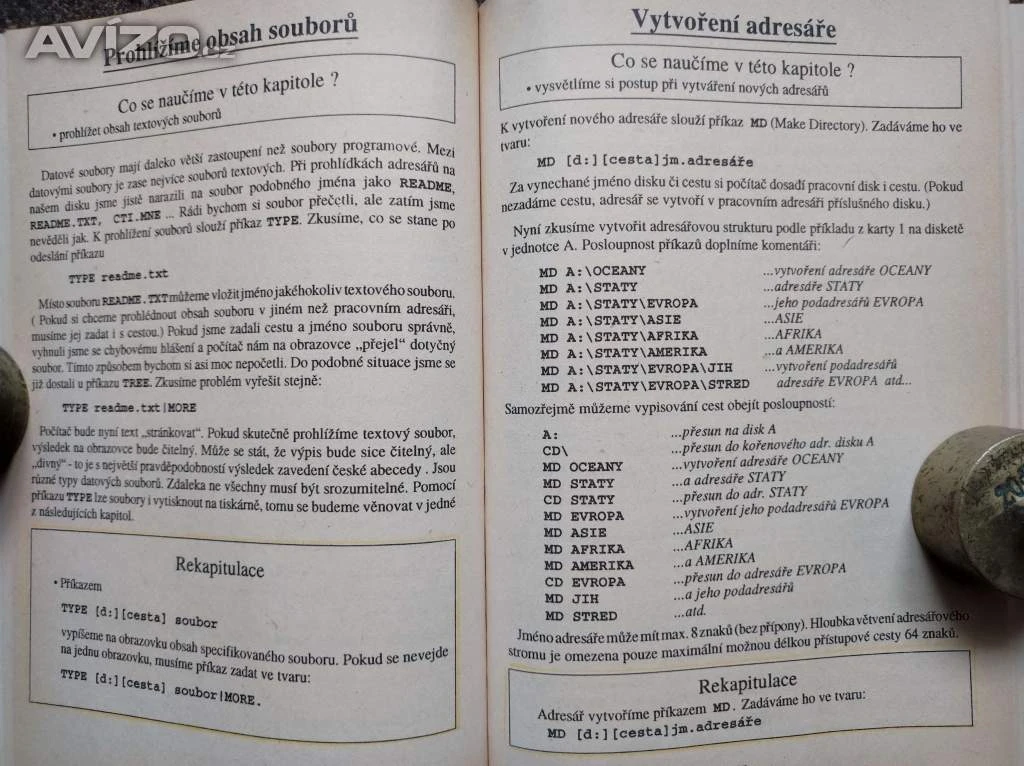 AVÍZO.cz
Prohlížíme obsah souborů
Co se naučíme v této kapitole ?
• prohlížet obsah textových souborů
Datové soubory mají daleko větší zastoupení než soubory programové. Mezi
datovými soubory je zase nejvíce souborů textových. Při prohlídkách adresářů na
našem disku jsme jistě narazili na soubor podobného jména jako README,
README.TXT, CTI.MNE ... Rádi bychom si soubor přečetli, ale zatím jsme
nevěděli jak. K prohlížení souborů slouží příkaz TYPE. Zkusíme, co se stane po
odeslání příkazu
TYPE readme.txt
Místo souboru README.TXT můžeme vložit jméno jakéhokoliv textového souboru.
( Pokud si chceme prohlédnout obsah souboru v jiném než pracovním adresáři,
musíme jej zadat i s cestou.) Pokud jsme zadali cestu a jméno souboru správně,
vyhnuli jsme se chybovému hlášení a počítač nám na obrazovce „přejel" dotyčný
soubor. Tímto způsobem bychom si asi moc nepočetli. Do podobné situace jsme se
již dostali u příkazu TREE. Zkusíme problém vyřešit stejně:
TYPE readme.txt|MORE
Počítač bude nyní text „stránkovat". Pokud skutečně prohlížíme textový soubor,
výsledek na obrazovce bude čitelný. Může se stát, že výpis bude sice čitelný, ale
„divný" - to je s největší pravděpodobností výsledek zavedení české abecedy . Jsou
různé typy datových souborů. Zdaleka ne všechny musí být srozumitelné. Pomocí
příkazu TYPE lze soubory i vytisknout na tiskárně, tomu se budeme věnovat v jedné
z následujících kapitol.
Rekapitulace
• Příkazem
TYPE [d:][cesta] soubor
vypíšeme na obrazovku obsah specifikovaného souboru. Pokud se nevejde
na jednu obrazovku, musíme příkaz zadat ve tvaru:
TYPE [d:][cesta] soubor|MORE.
Vytvoření adresáře
Co se naučíme v této kapitole ?
• vysvětlíme si postup při vytváření nových adresářů
K vytvoření nového adresáře slouží příkaz MD (Make Directory). Zadáváme ho ve
tvaru:
MD [d:][cesta]jm.adresáře
Za vynechané jméno disku či cestu si počítač dosadí pracovní disk i cestu. (Pokud
nezadáme cestu, adresář se vytvoří v pracovním adresáři příslušného disku.)
Nyní zkusíme vytvořit adresářovou strukturu podle příkladu z karty 1 na disketě
v jednotce A. Posloupnost příkazů doplníme komentáři:
MD A:\OCEANY ...vytvoření adresáře OCEANY
MD A:\STATY ...adresáře STATY
MD A:\STATY\EVROPA ...jeho podadresářů EVROPA
MD A:\STATY\ASIE ...ASIE
MD A:\STATY\AFRIKA ...AFRIKA
MD A:\STATY\AMERIKA ...a AMERIKA
MD A:\STATY\EVROPA\JIH ...vytvoření podadresářů
MD A:\STATY\EVROPA\STRED adresáře EVROPA atd...
Samozřejmě můžeme vypisování cest obejít posloupností:
A: ...přesun na disk A
CD\ ...přesun do kořenového adr. disku A
MD OCEANY ...vytvoření adresáře OCEANY
MD STATY ...a adresáře STATY
CD STATY ...přesun do adr. STATY
MD EVROPA ...vytvoření jeho podadresářů EVROPA
MD ASIE ...ASIE
MD AFRIKA ...AFRIKA
MD AMERIKA ...a AMERIKA
CD EVROPA ...přesun do adresáře EVROPA
MD JIH ...a jeho podadresářů
MD STRED ...atd.
Jméno adresáře může mít max. 8 znaků (bez přípony). Hloubka větvení adresářového
stromu je omezena pouze maximální možnou délkou přístupové cesty 64 znaků.
Rekapitulace
Adresář vytvoříme příkazem MD. Zadáváme ho ve tvaru:
MD [d:][cesta]jm.adresáře